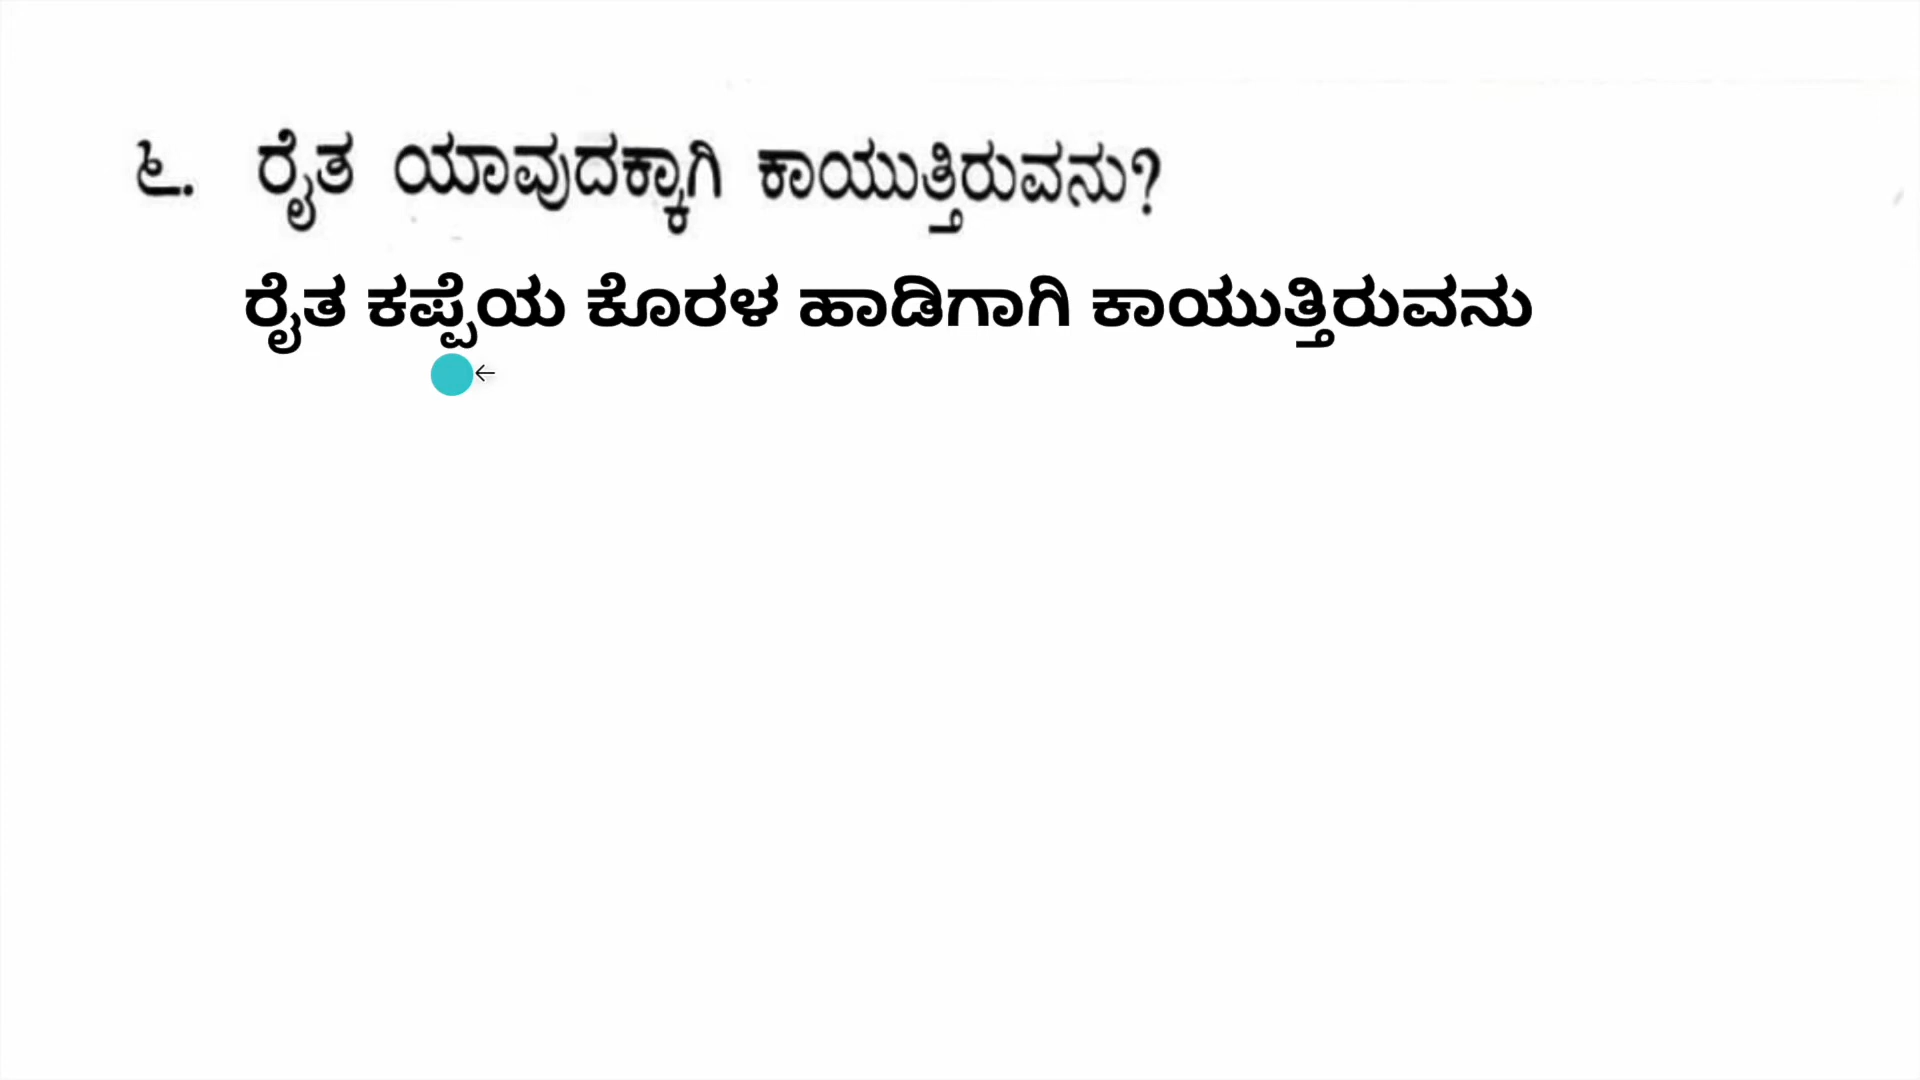 ೬. ರೈತ ಯಾವುದಕ್ಕಾಗಿ ಕಾಯುತ್ತಿರುವನು?
ರೈತ ಕಪ್ಪೆಯ ಕೊರಳ ಹಾಡಿಗಾಗಿ ಕಾಯುತ್ತಿರುವನು